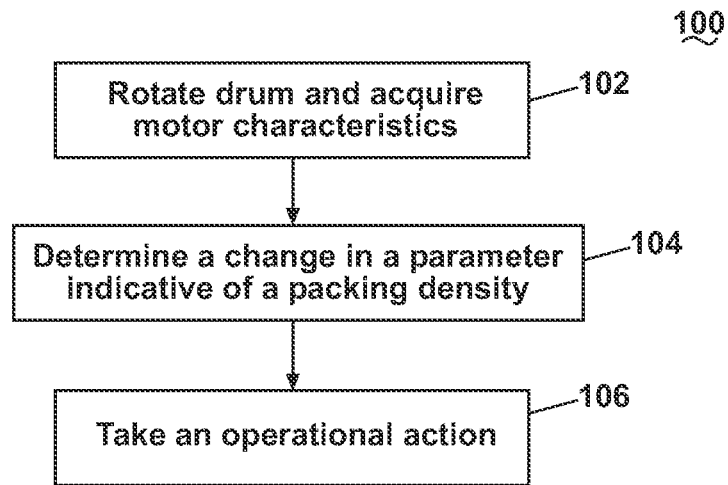 100
Rotate drum and acquire
motor characteristics
102
Determine a change in a parameter
indicative of a packing density
104
Take an operational action
106